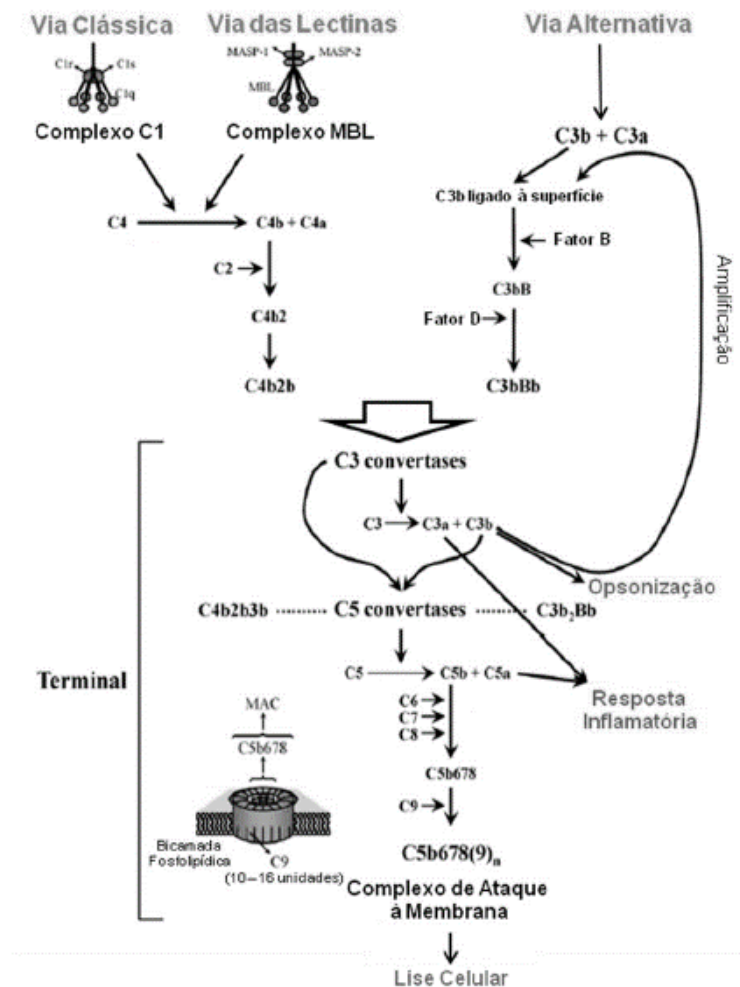 Via Clássica
Via das Lectinas
Via Alternativa
MASP-1
MASP-2
C1r
C1s
MBL
C1q
Complexo C1
Complexo MBL
C3b + C3a
C3b ligado à superfície
C4
C4b + C4a
Fator B
C2
C3bB
Amplificação
C4b2
Fator D
C4b2b
C3bBb
C3 convertases
C3
C3a + C3b
Opsonização
C4b2b3b
C5 convertases
C3b₂Bb
Terminal
C5
C5b + C5a
Resposta
Inflamatória
C6
C7
C8
MAC
C5b678
C5b678
C9
Bicamada
Fosfolipídica
C9
(10–16 unidades)
C5b678(9)ₙ
Complexo de Ataque
à Membrana
Lise Celular